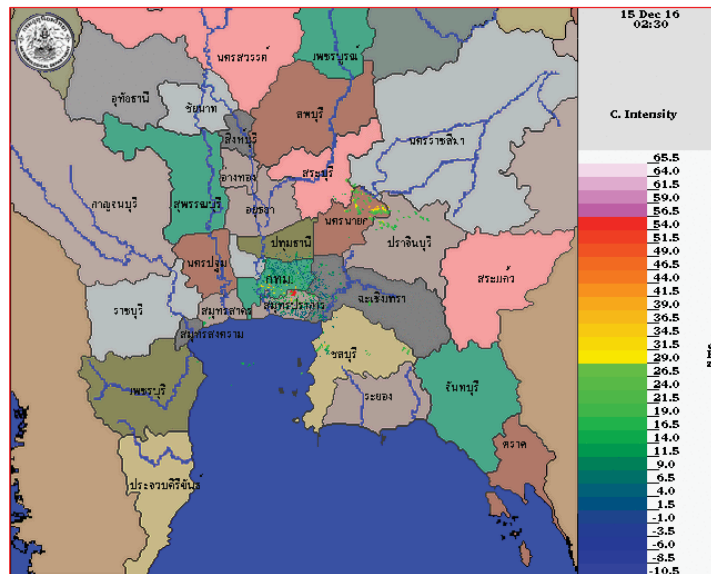 15 Dec 16
02:30
C. Intensity
65.5
64.0
61.5
59.0
56.5
54.0
51.5
49.0
46.5
44.0
41.5
39.0
36.5
34.5
31.5
29.0
26.5
24.5
21.5
19.0
16.5
14.0
11.5
9.0
6.5
4.0
1.5
-1.0
-3.5
-6.0
-8.0
-10.5
นครสวรรค์
เพชรบูรณ์
อุทัยธานี
ชัยนาท
ลพบุรี
สิงหบุรี
นครราชสีมา
สระบุรี
อ่างทอง
กาญจนบุรี
สุพรรณบุรี
อยุธยา
นครนายก
ปราจีนบุรี
ปทุมธานี
นครปฐม
สระแก้ว
กทม.
ฉะเชิงเทรา
ราชบุรี
สมุทรสาคร
สมุทรปราการ
สมุทรสงคราม
ชลบุรี
เพชรบุรี
ระยอง
จันทบุรี
ตราด
ประจวบคีรีขันธ์